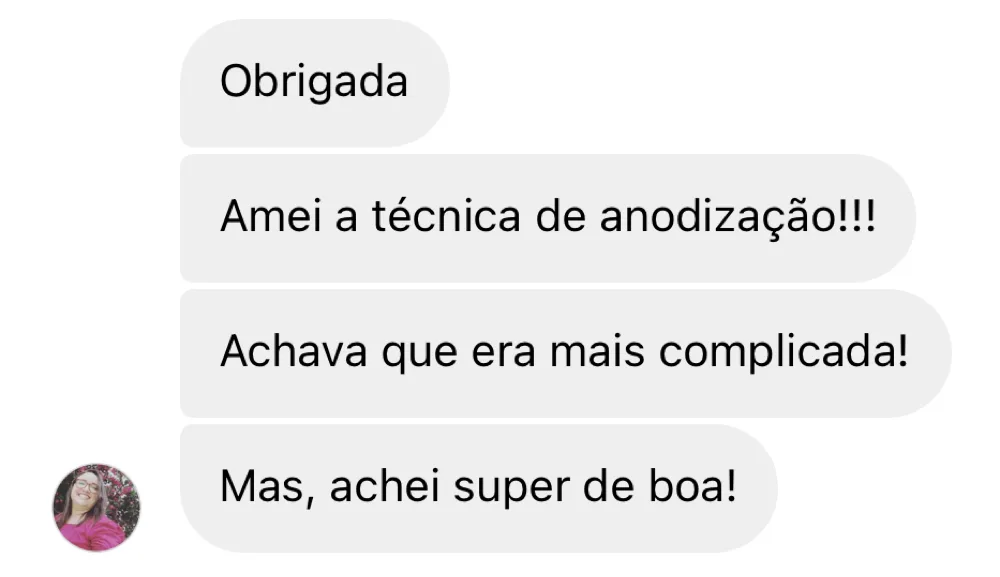 Obrigada
Amei a técnica de anodização!!!
Achava que era mais complicada!
Mas, achei super de boa!